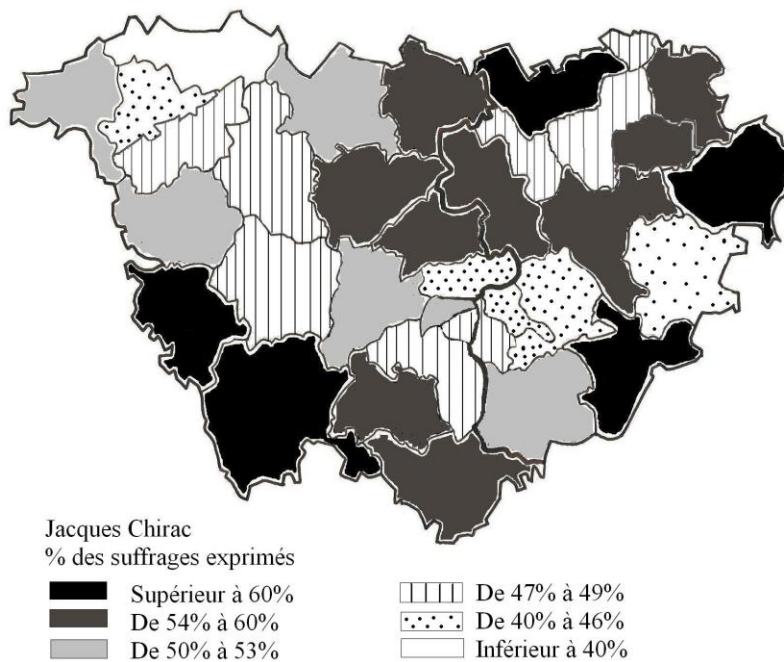 Jacques Chirac
% des suffrages exprimés
Supérieur à 60%
De 54% à 60%
De 50% à 53%
De 47% à 49%
De 40% à 46%
Inférieur à 40%